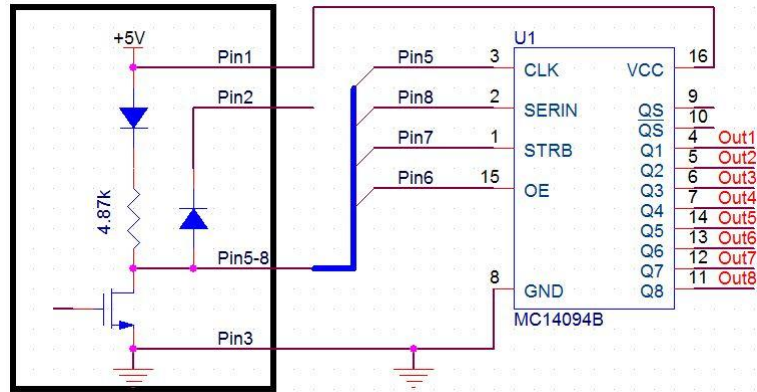 +5V
Pin1
Pin2
4.87k
Pin5-8
Pin3
Pin5
Pin8
Pin7
Pin6
U1
3 CLK VCC 16
2 SERIN QS 9
QS 10
1 STRB Q1 4 Out1
Q2 5 Out2
15 OE Q3 6 Out3
Q4 7 Out4
Q5 14 Out5
Q6 13 Out6
Q7 12 Out7
8 GND Q8 11 Out8
MC14094B